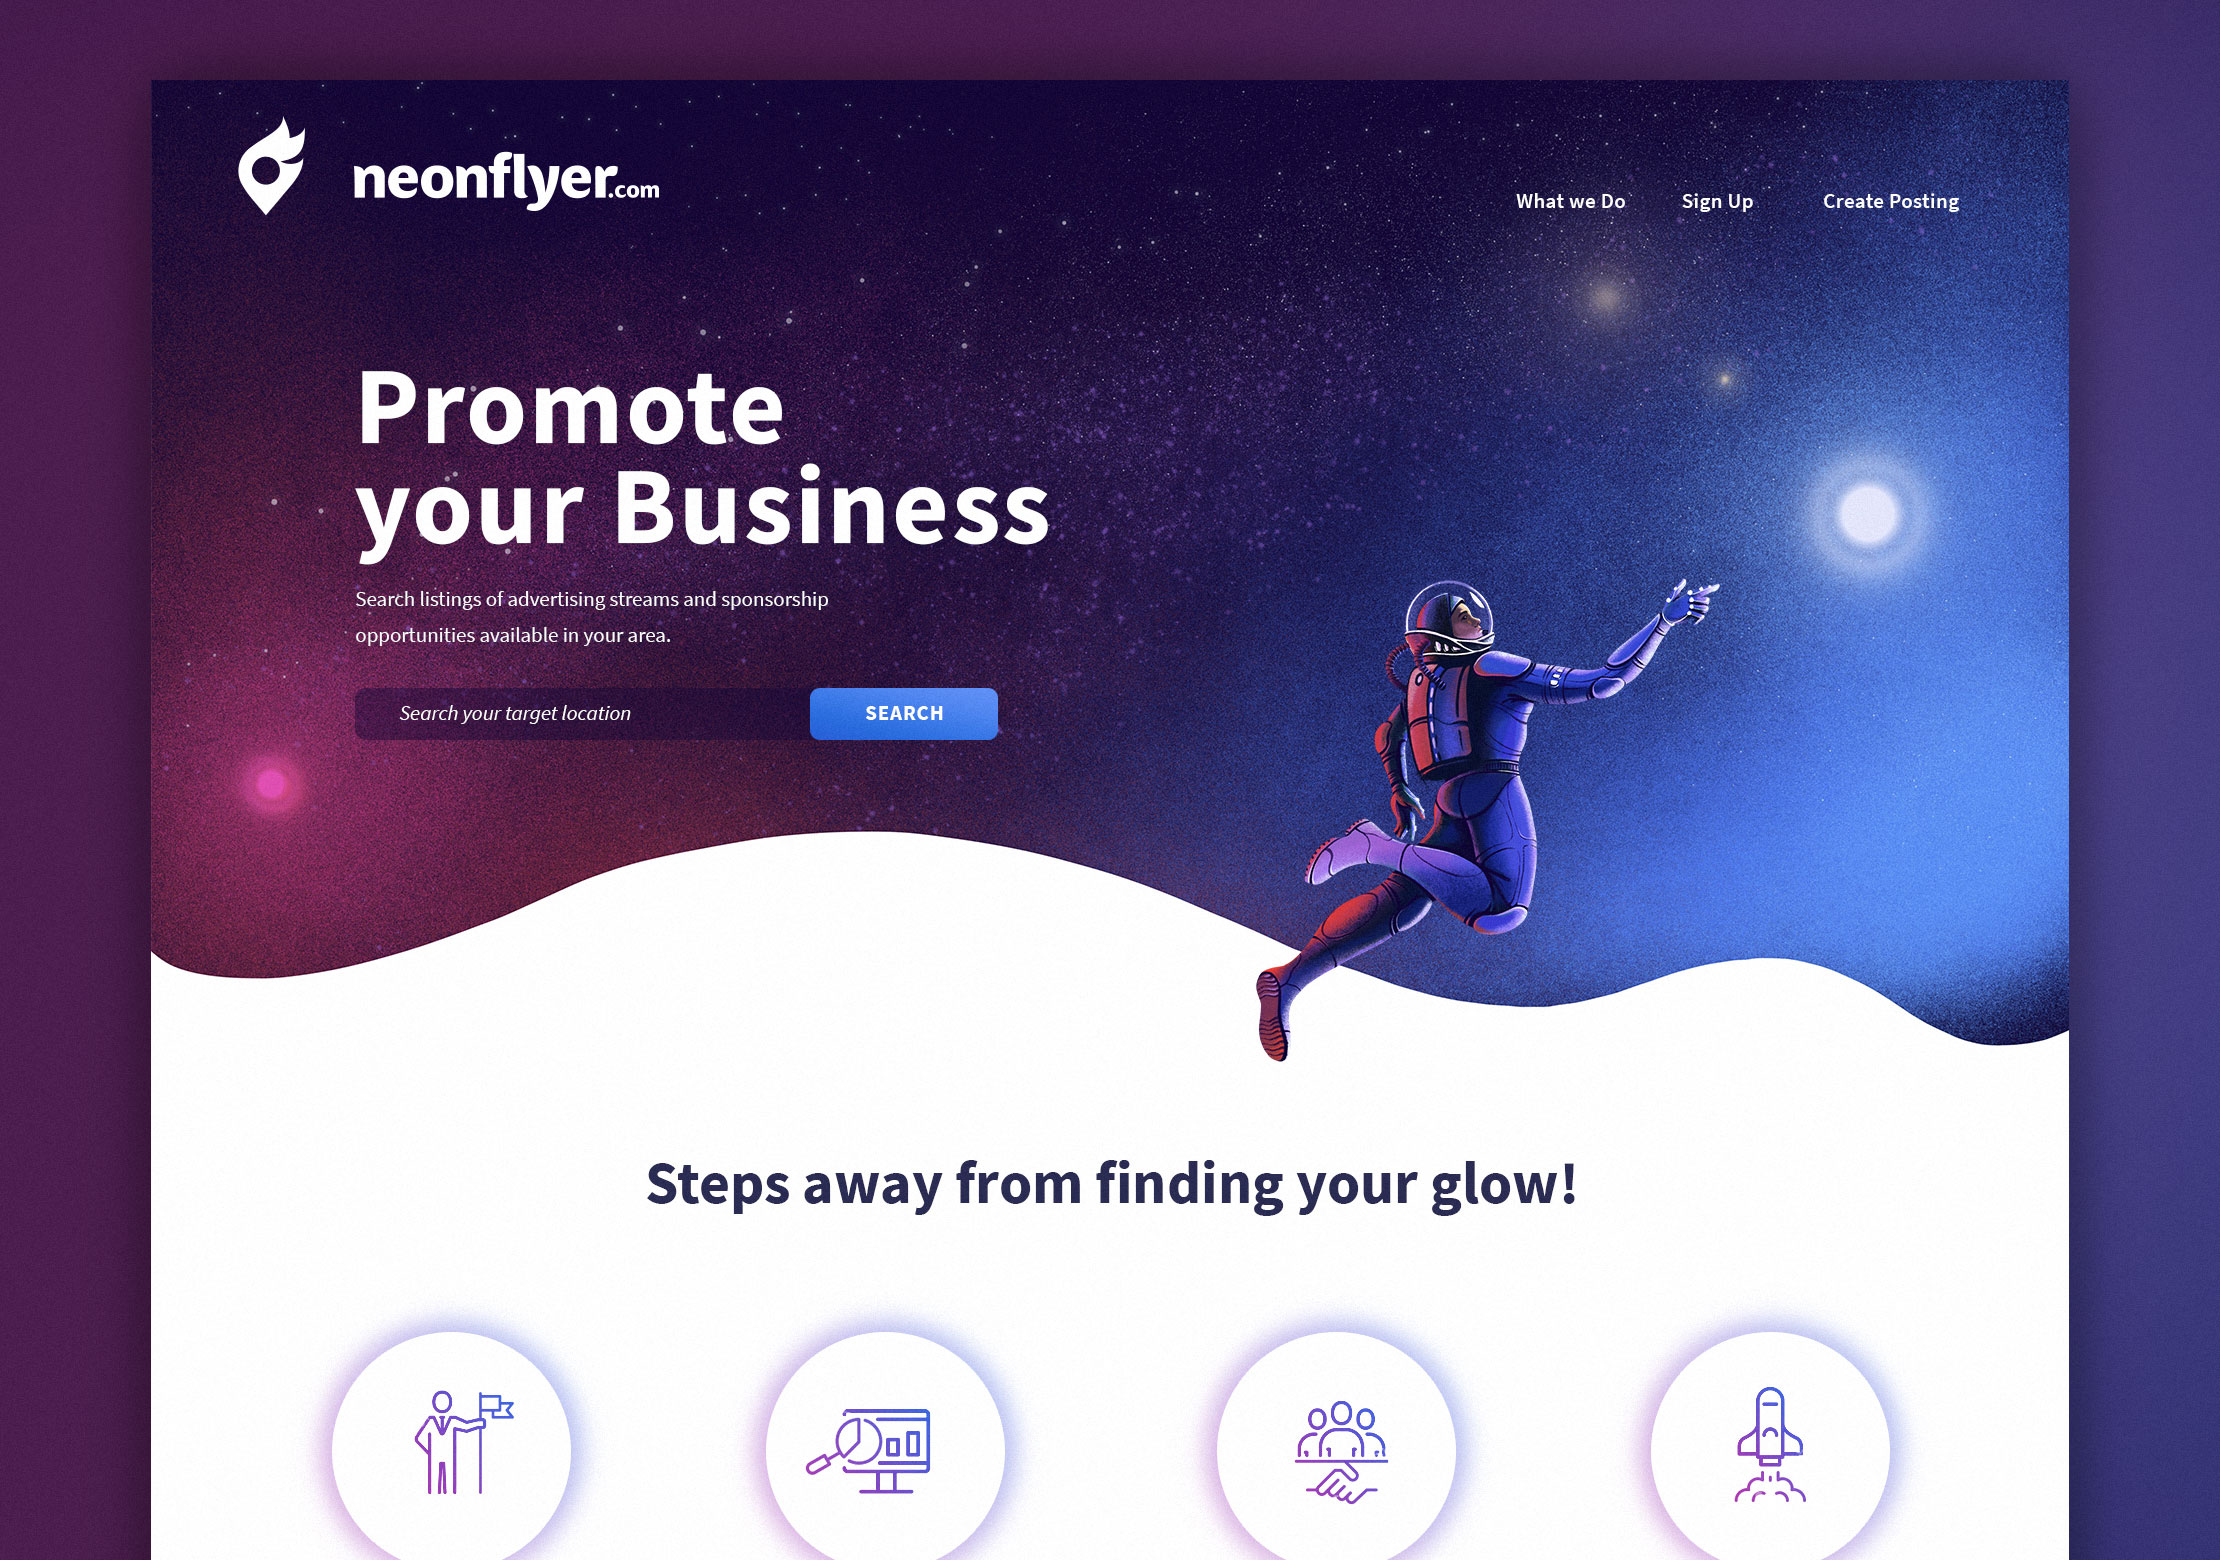 neonflyer.com
What we Do
Sign Up
Create Posting
Promote
your Business
Search listings of advertising streams and sponsorship
opportunities available in your area.
Search your target location
SEARCH
Steps away from finding your glow!